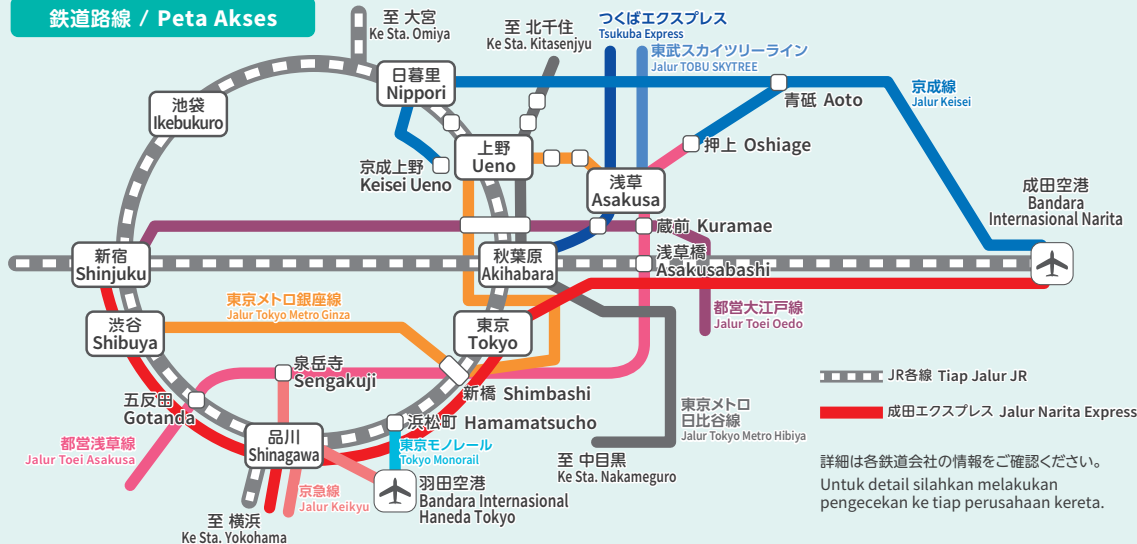 鉄道路線 / Peta Akses
至 大宮
Ke Sta. Omiya
至 北千住
Ke Sta. Kitasenjyu
つくばエクスプレス
Tsukuba Express
東武スカイツリーライン
Jalur TOBU SKYTREE
日暮里
Nippori
京成線
Jalur Keisei
青砥 Aoto
池袋
Ikebukuro
上野
Ueno
押上 Oshiage
京成上野
Keisei Ueno
浅草
Asakusa
成田空港
Bandara
Internasional Narita
蔵前 Kuramae
新宿
Shinjuku
秋葉原
Akihabara
浅草橋
Asakusabashi
東京メトロ銀座線
Jalur Tokyo Metro Ginza
都営大江戸線
Jalur Toei Oedo
渋谷
Shibuya
東京
Tokyo
泉岳寺
Sengakuji
新橋 Shimbashi
JR各線 Tiap Jalur JR
五反田
Gotanda
浜松町 Hamamatsucho
東京メトロ
日比谷線
Jalur Tokyo Metro Hibiya
成田エクスプレス Jalur Narita Express
都営浅草線
Jalur Toei Asakusa
品川
Shinagawa
東京モノレール
Tokyo Monorail
至 中目黒
Ke Sta. Nakameguro
詳細は各鉄道会社の情報をご確認ください。
Untuk detail silahkan melakukan
pengecekan ke tiap perusahaan kereta.
京急線
Jalur Keikyu
羽田空港
Bandara Internasional
Haneda Tokyo
至 横浜
Ke Sta. Yokohama